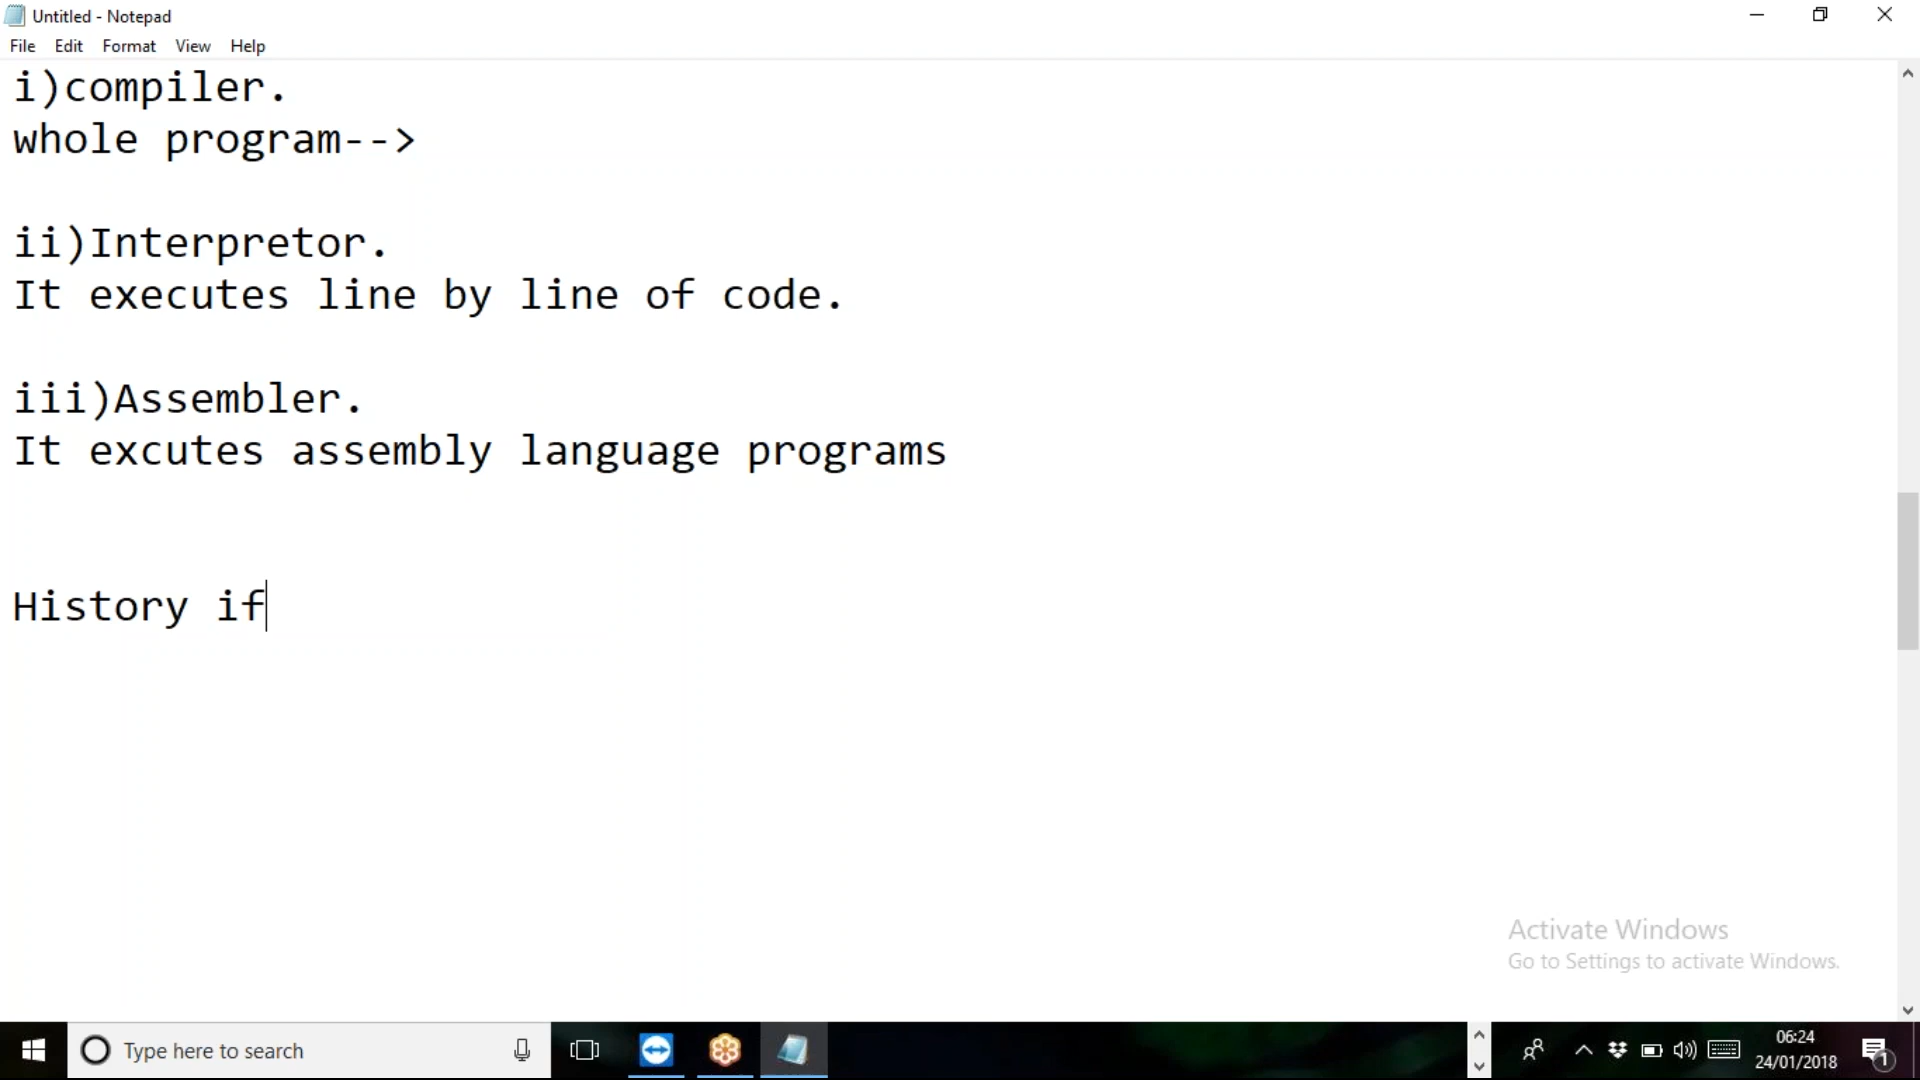 Untitled - Notepad
File Edit Format View Help
i)compiler.
whole program-->
ii)Interpretor.
It executes line by line of code.
iii)Assembler.
It excutes assembly language programs
History if
Activate Windows
Go to Settings to activate Windows.
Type here to search
06:24
24/01/2018
1